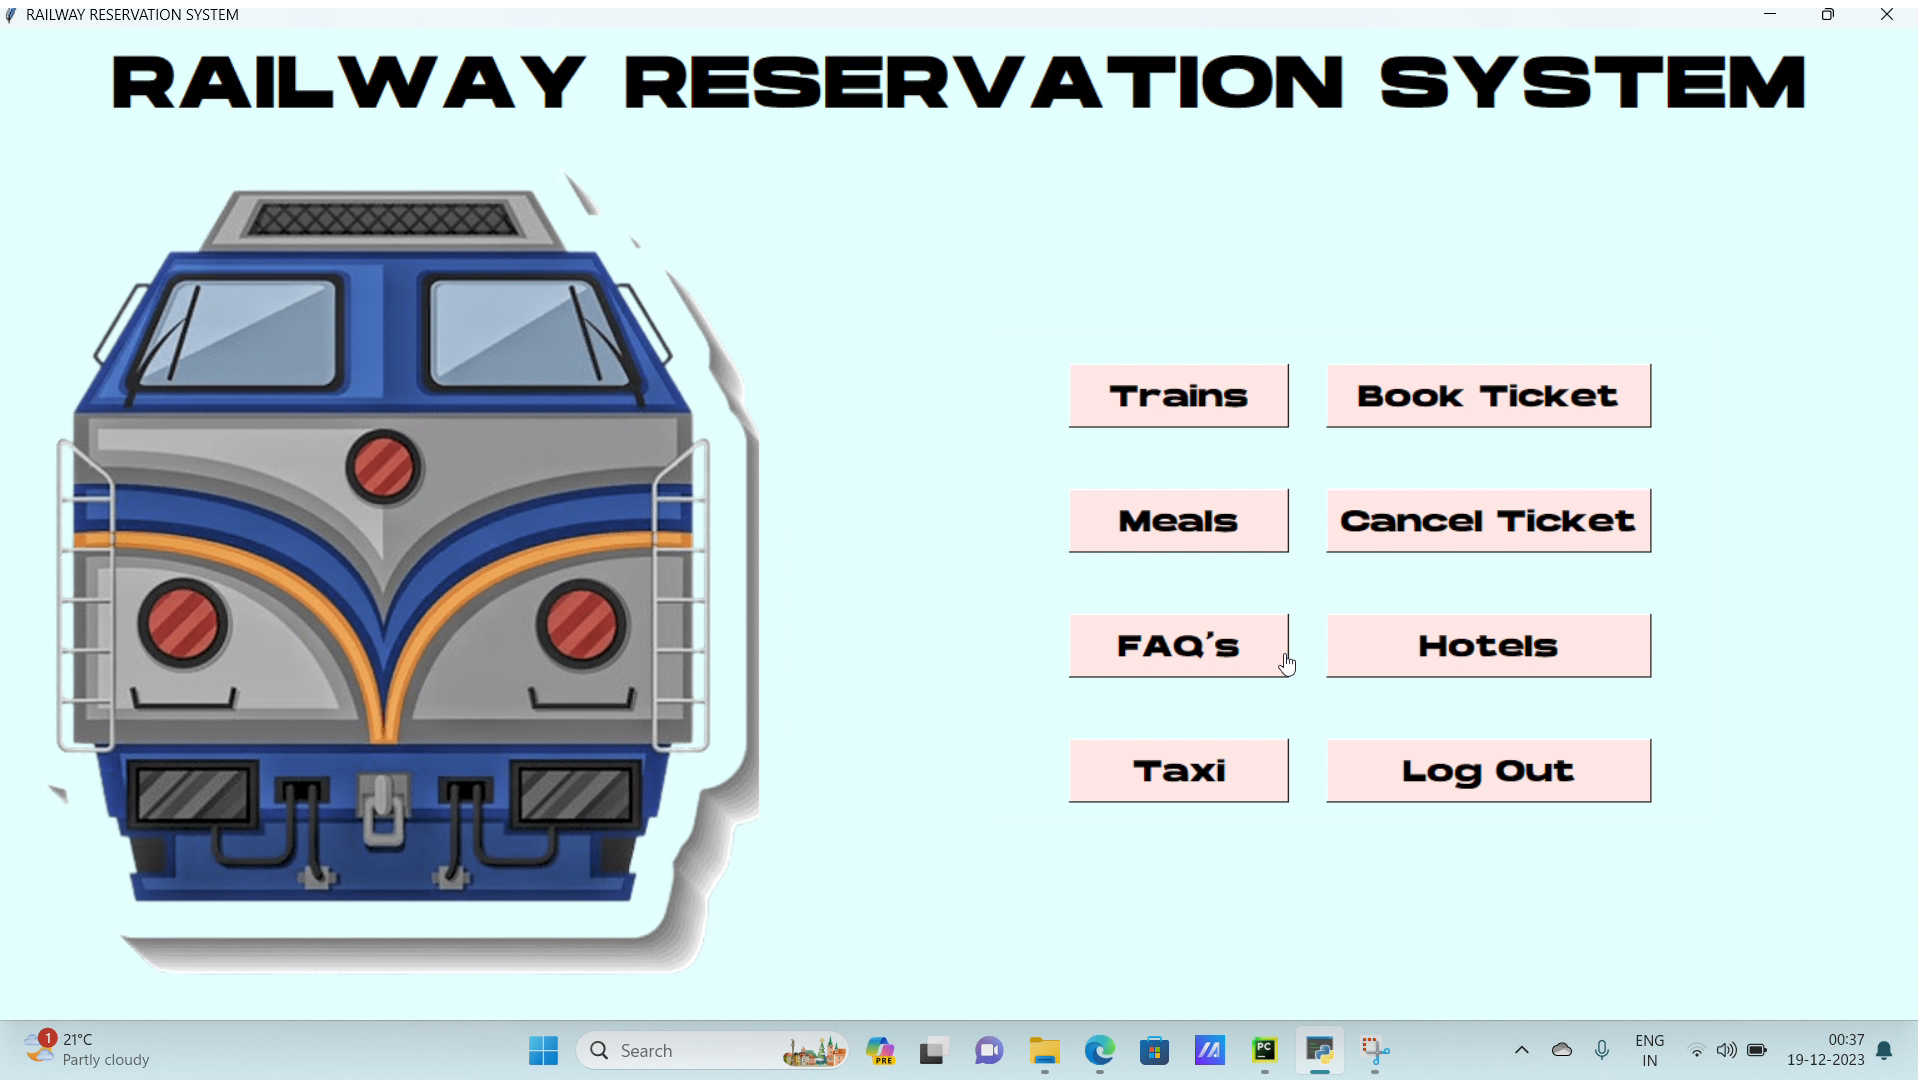 RAILWAY RESERVATION SYSTEM
RAILWAY RESERVATION SYSTEM
Trains
Book Ticket
Meals
Cancel Ticket
FAQ's
Hotels
Taxi
Log Out
1
21°C
Partly cloudy
Search
PRE
PC
ENG
IN
00:37
19-12-2023